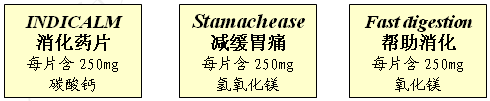 INDICALM
消化药片
每片含 250mg
碳酸钙
Stamachease
减缓胃痛
每片含 250mg
氢氧化镁
Fast digestion
帮助消化
每片含 250mg
氧化镁